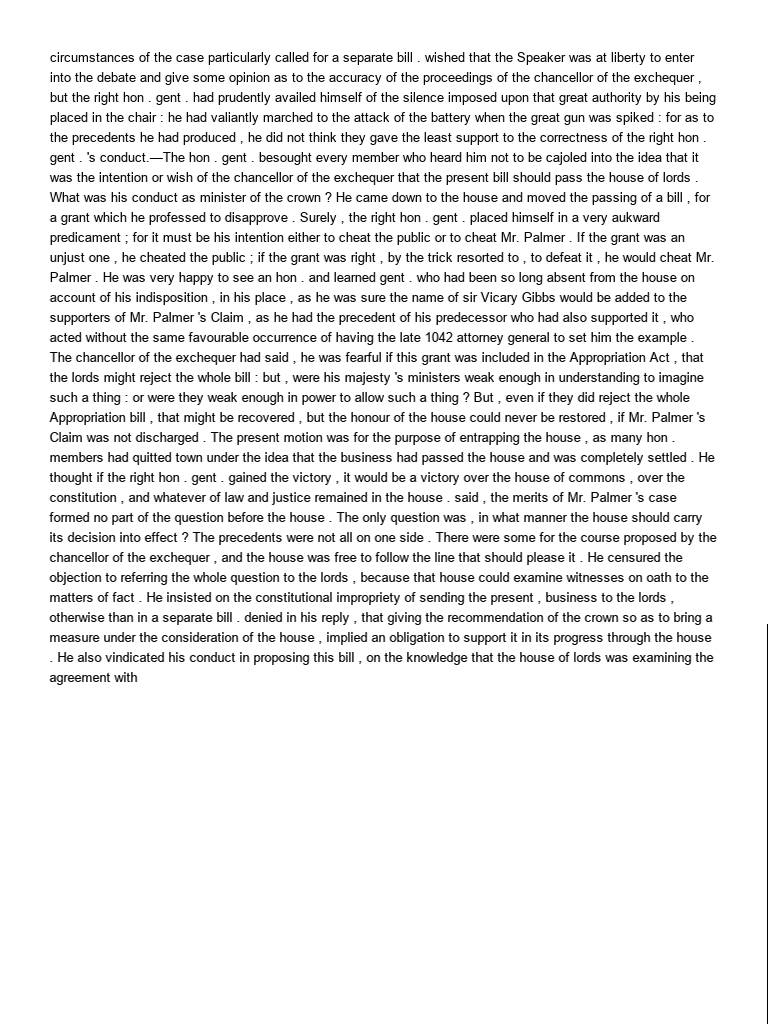 circumstances of the case particularly called for a separate bill . wished that the Speaker was at liberty to enter
into the debate and give some opinion as to the accuracy of the proceedings of the chancellor of the exchequer ,
but the right hon . gent . had prudently availed himself of the silence imposed upon that great authority by his being
placed in the chair : he had valiantly marched to the attack of the battery when the great gun was spiked : for as to
the precedents he had produced , he did not think they gave the least support to the correctness of the right hon .
gent . 's conduct.—The hon . gent . besought every member who heard him not to be cajoled into the idea that it
was the intention or wish of the chancellor of the exchequer that the present bill should pass the house of lords .
What was his conduct as minister of the crown ? He came down to the house and moved the passing of a bill , for
a grant which he professed to disapprove . Surely , the right hon . gent . placed himself in a very aukward
predicament ; for it must be his intention either to cheat the public or to cheat Mr. Palmer . If the grant was an
unjust one , he cheated the public ; if the grant was right , by the trick resorted to , to defeat it , he would cheat Mr.
Palmer . He was very happy to see an hon . and learned gent . who had been so long absent from the house on
account of his indisposition , in his place , as he was sure the name of sir Vicary Gibbs would be added to the
supporters of Mr. Palmer 's Claim , as he had the precedent of his predecessor who had also supported it , who
acted without the same favourable occurrence of having the late 1042 attorney general to set him the example .
The chancellor of the exchequer had said , he was fearful if this grant was included in the Appropriation Act , that
the lords might reject the whole bill : but , were his majesty 's ministers weak enough in understanding to imagine
such a thing : or were they weak enough in power to allow such a thing ? But , even if they did reject the whole
Appropriation bill , that might be recovered , but the honour of the house could never be restored , if Mr. Palmer 's
Claim was not discharged . The present motion was for the purpose of entrapping the house , as many hon .
members had quitted town under the idea that the business had passed the house and was completely settled . He
thought if the right hon . gent . gained the victory , it would be a victory over the house of commons , over the
constitution , and whatever of law and justice remained in the house . said , the merits of Mr. Palmer 's case
formed no part of the question before the house . The only question was , in what manner the house should carry
its decision into effect ? The precedents were not all on one side . There were some for the course proposed by the
chancellor of the exchequer , and the house was free to follow the line that should please it . He censured the
objection to referring the whole question to the lords , because that house could examine witnesses on oath to the
matters of fact . He insisted on the constitutional impropriety of sending the present , business to the lords ,
otherwise than in a separate bill . denied in his reply , that giving the recommendation of the crown so as to bring a
measure under the consideration of the house , implied an obligation to support it in its progress through the house
. He also vindicated his conduct in proposing this bill , on the knowledge that the house of lords was examining the
agreement with